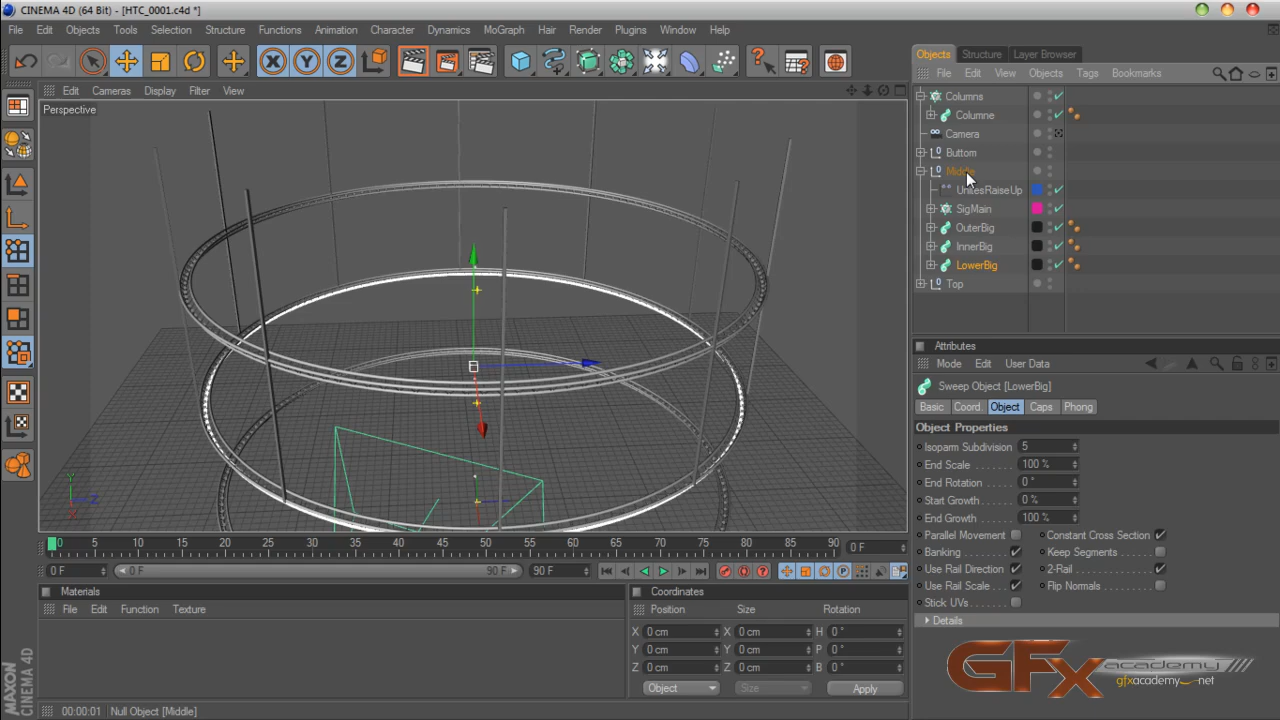 CINEMA 4D (64 Bit) - [HTC_0001.c4d *]
File Edit Objects Tools Selection Structure Functions Animation Character Dynamics MoGraph Hair Render Plugins Window Help
Objects Structure Layer Browser
File Edit View Objects Tags Bookmarks
Edit Cameras Display Filter View
Perspective
Columns
Columne
Camera
Buttom
Middle
UnitesRaiseUp
SigMain
OuterBig
InnerBig
LowerBig
Top
Attributes
Mode Edit User Data
Sweep Object [LowerBig]
Basic Coord Object Caps Phong
Object Properties
Isoparm Subdivision 5
End Scale 100 %
End Rotation 0 °
Start Growth 0 %
End Growth 100 %
Parallel Movement Constant Cross Section
Banking Keep Segments
Use Rail Direction 2-Rail
Use Rail Scale Flip Normals
Stick UVs
Details
0 5 10 15 20 25 30 35 40 45 50 55 60 65 70 75 80 85 90 0 F
0 F 0 F 90 F 90 F
Materials
File Edit Function Texture
Coordinates
Position Size Rotation
X 0 cm X 0 cm H 0 °
Y 0 cm Y 0 cm P 0 °
Z 0 cm Z 0 cm B 0 °
Object Size Apply
GFX academy
gfxacademy.net
MAXON
CINEMA 4D
00:00:01 Null Object [Middle]